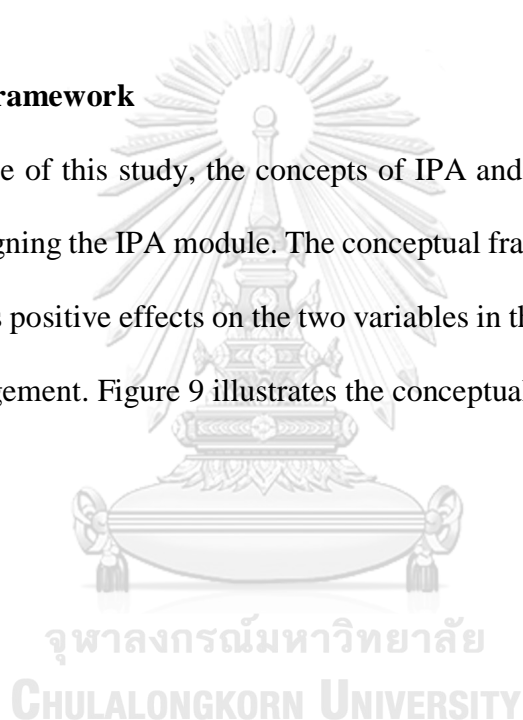 ramework
e of this study, the concepts of IPA and
gning the IPA module. The conceptual fra
s positive effects on the two variables in th
gement. Figure 9 illustrates the conceptual
จุฬาลงกรณ์มหาวิทยาลัย
CHULALONGKORN UNIVERSITY